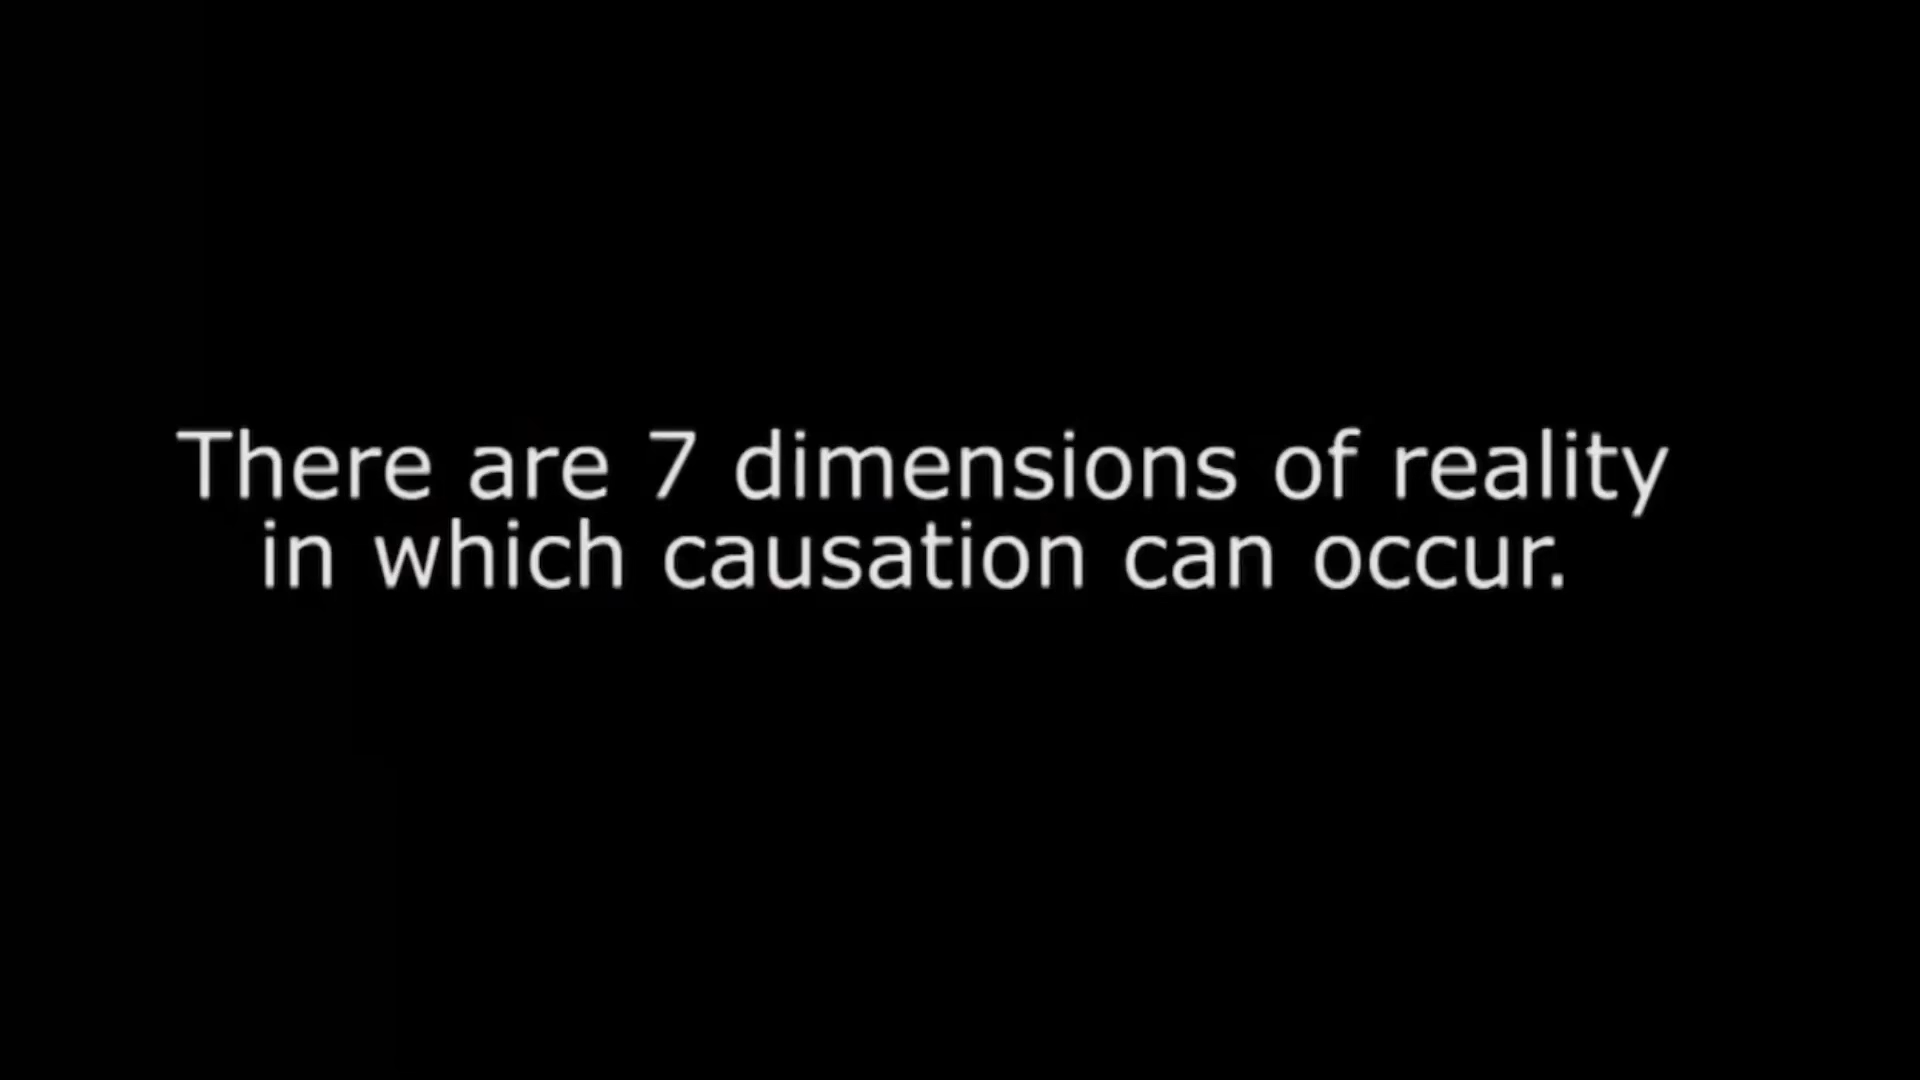 There are 7 dimensions of reality
in which causation can occur.